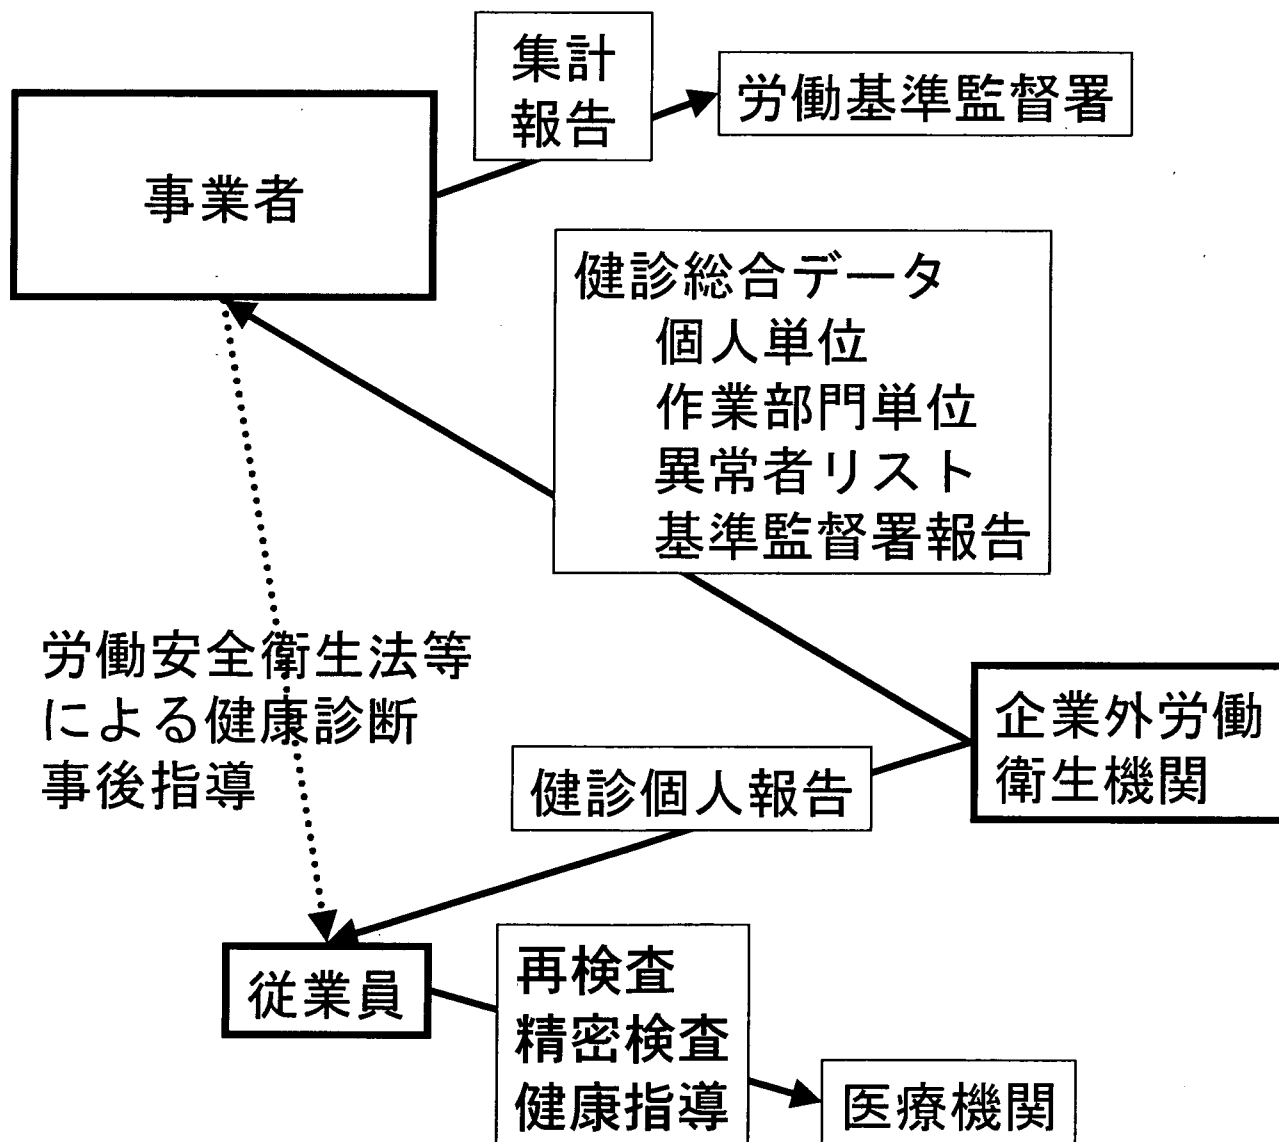 集計
報告
労働基準監督署
事業者
健診総合データ
個人単位
作業部門単位
異常者リスト
基準監督署報告
労働安全衛生法等
による健康診断
事後指導
企業外労働
衛生機関
健診個人報告
従業員
再検査
精密検査
健康指導
医療機関